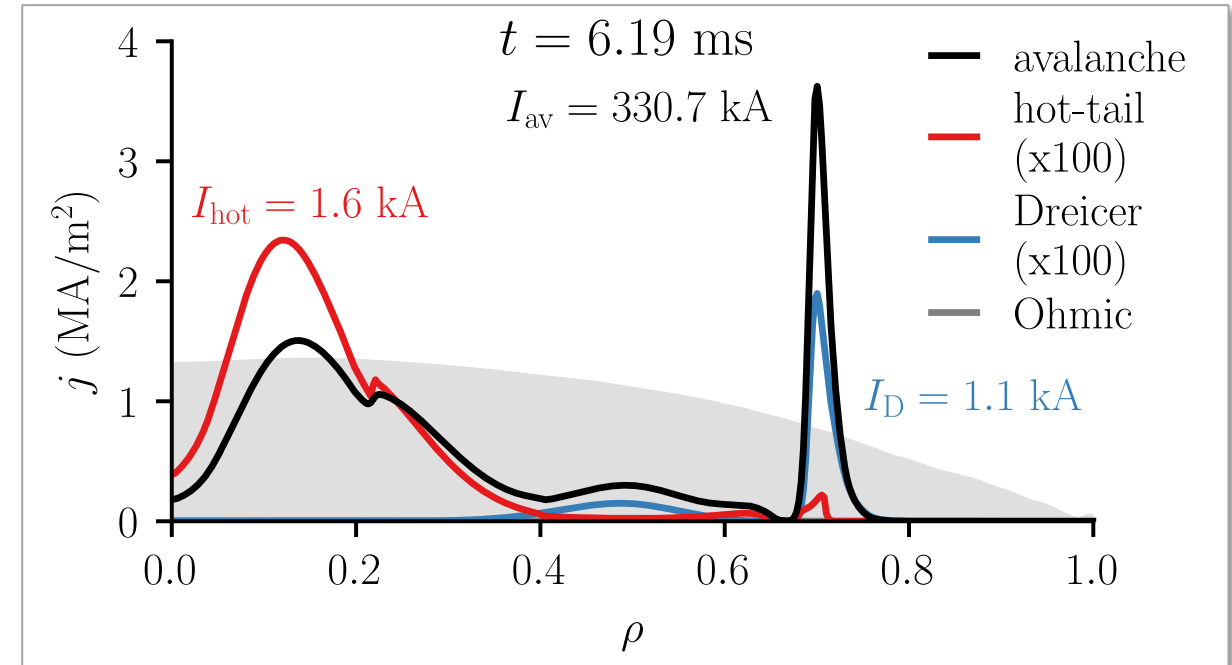 t = 6.19 ms
I_av = 330.7 kA
I_hot = 1.6 kA
I_D = 1.1 kA
avalanche
hot-tail
(x100)
Dreicer
(x100)
Ohmic
j (MA/m²)
4
3
2
1
0
0.0 0.2 0.4 0.6 0.8 1.0
ρ